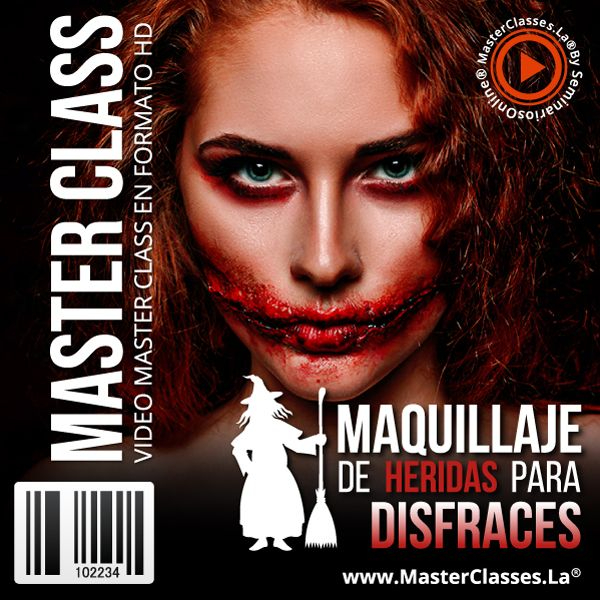 MASTER CLASS
VIDEO MASTER CLASS EN FORMATO HD
MasterClasses.La® By SeminariosOnline®
MAQUILLAJE
DE HERIDAS PARA
DISFRACES
102234
www.MasterClasses.La®